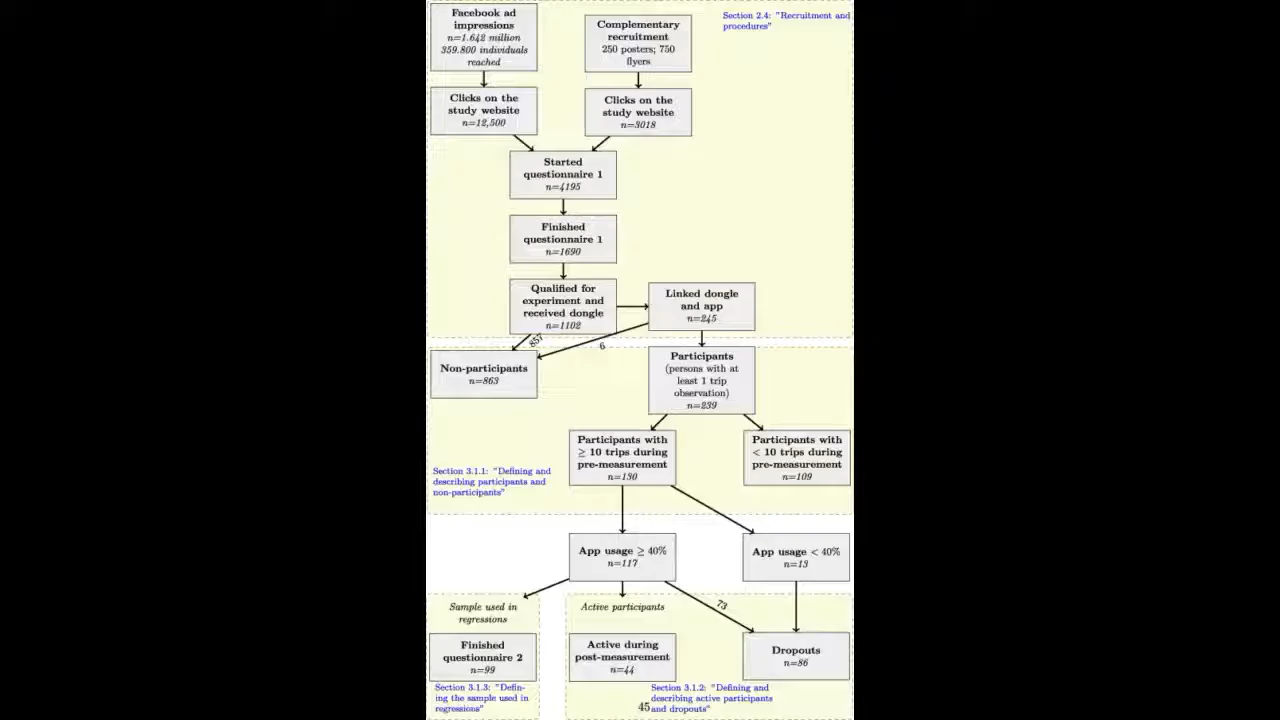 Facebook ad
impressions
n=1.642 million
359.800 individuals
reached
Complementary
recruitment
250 posters; 750
flyers
Section 2.4: "Recruitment and
procedures"
Clicks on the
study website
n=12,500
Clicks on the
study website
n=3018
Started
questionnaire 1
n=4195
Finished
questionnaire 1
n=1690
Qualified for
experiment and
received dongle
n=1102
Linked dongle
and app
n=245
857
6
Non-participants
n=863
Participants
(persons with at
least 1 trip
observation)
n=239
Participants with
≥ 10 trips during
pre-measurement
n=130
Participants with
< 10 trips during
pre-measurement
n=109
Section 3.1.1: "Defining and
describing participants and
non-participants"
App usage ≥ 40%
n=117
App usage < 40%
n=13
73
Sample used in
regressions
Active participants
Finished
questionnaire 2
n=99
Active during
post-measurement
n=44
Dropouts
n=86
Section 3.1.3: "Defin-
ing the sample used in
regressions"
Section 3.1.2: "Defining and
describing active participants
and dropouts"
45